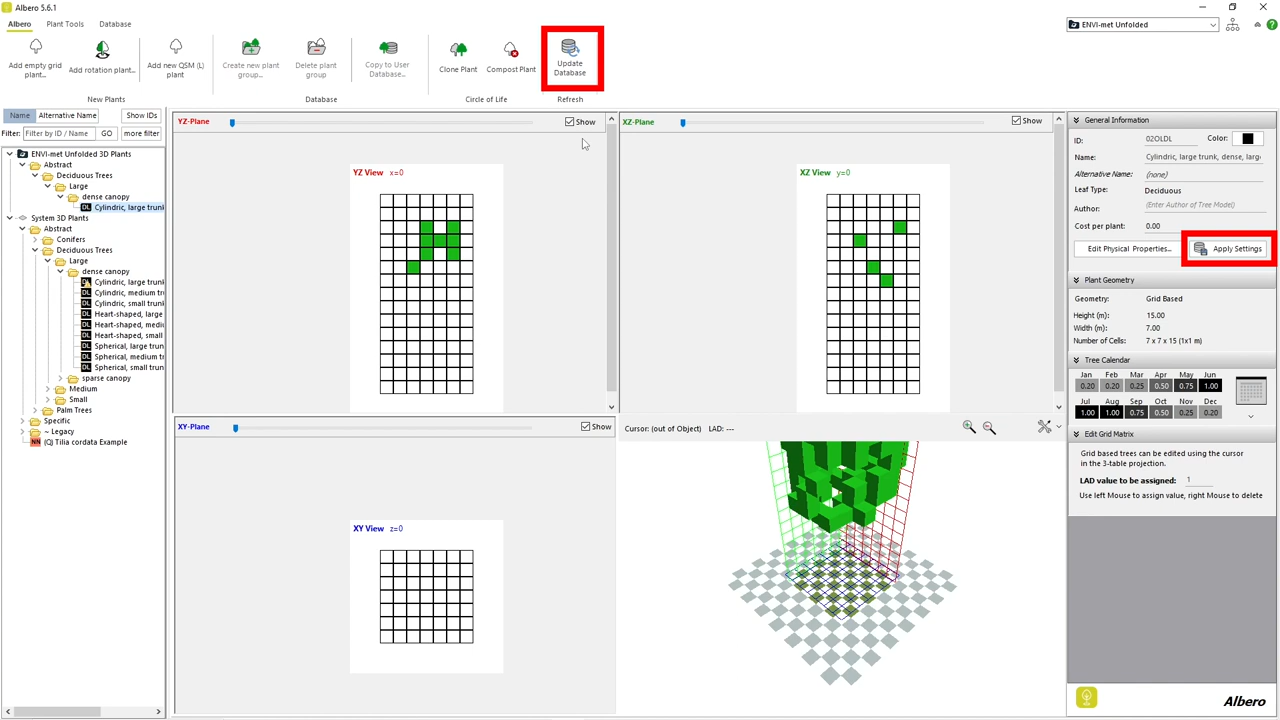 Albero 5.6.1
Albero Plant Tools Database
ENVI-met Unfolded
Add empty grid plant...
Add rotation plant...
Add new QSM (L) plant
Create new plant group...
Delete plant group
Copy to User Database...
Clone Plant
Compost Plant
Update Database
New Plants
Database
Circle of Life
Refresh
Name Alternative Name Show IDs
Filter: Filter by ID / Name GO more filter
ENVI-met Unfolded 3D Plants
Abstract
Deciduous Trees
Large
dense canopy
DL Cylindric, large trunk
System 3D Plants
Abstract
Conifers
Deciduous Trees
Large
dense canopy
Cylindric, large trunk
DL Cylindric, medium tr
DL Cylindric, small trunk
DL Heart-shaped, large
DL Heart-shaped, medi
DL Heart-shaped, small
DL Spherical, large trunk
DL Spherical, medium tr
DL Spherical, small trun
sparse canopy
Medium
Small
Palm Trees
Specific
~ Legacy
NN (Q) Tilia cordata Example
YZ-Plane Show
YZ View x=0
XZ-Plane Show
XZ View y=0
XY-Plane Show
XY View z=0
Cursor: (out of Object) LAD: ---
General Information
ID: 02OLDL Color:
Name: Cylindric, large trunk, dense, larg
Alternative Name: (none)
Leaf Type: Deciduous
Author: (Enter Author of Tree Model)
Cost per plant: 0.00
Edit Physical Properties... Apply Settings
Plant Geometry
Geometry: Grid Based
Height (m): 15.00
Width (m): 7.00
Number of Cells: 7 x 7 x 15 (1x1 m)
Tree Calendar
Jan Feb Mar Apr May Jun
0.20 0.20 0.25 0.50 0.75 1.00
Jul Aug Sep Oct Nov Dec
1.00 1.00 0.75 0.50 0.25 0.20
Edit Grid Matrix
Grid based trees can be edited using the cursor
in the 3-table projection.
LAD value to be assigned: 1
Use left Mouse to assign value, right Mouse to delete
Albero